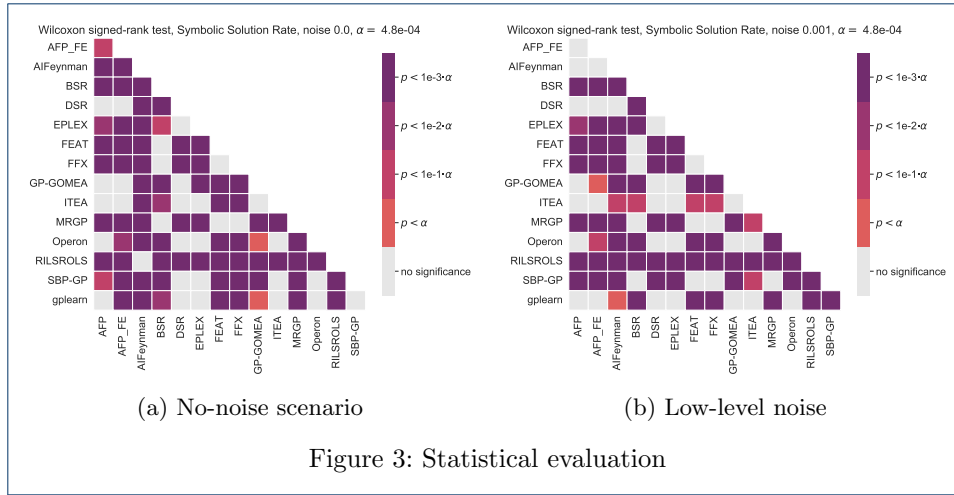 Wilcoxon signed-rank test, Symbolic Solution Rate, noise 0.0, α = 4.8e-04
AFP_FE
AIFeynman
BSR
DSR
EPLEX
FEAT
FFX
GP-GOMEA
ITEA
MRGP
Operon
RILSROLS
SBP-GP
gplearn
AFP
AFP_FE
AIFeynman
BSR
DSR
EPLEX
FEAT
FFX
GP-GOMEA
ITEA
MRGP
Operon
RILSROLS
SBP-GP
p < 1e-3·α
p < 1e-2·α
p < 1e-1·α
p < α
no significance
(a) No-noise scenario
Wilcoxon signed-rank test, Symbolic Solution Rate, noise 0.001, α = 4.8e-04
AFP_FE
AIFeynman
BSR
DSR
EPLEX
FEAT
FFX
GP-GOMEA
ITEA
MRGP
Operon
RILSROLS
SBP-GP
gplearn
AFP
AFP_FE
AIFeynman
BSR
DSR
EPLEX
FEAT
FFX
GP-GOMEA
ITEA
MRGP
Operon
RILSROLS
SBP-GP
p < 1e-3·α
p < 1e-2·α
p < 1e-1·α
p < α
no significance
(b) Low-level noise
Figure 3: Statistical evaluation